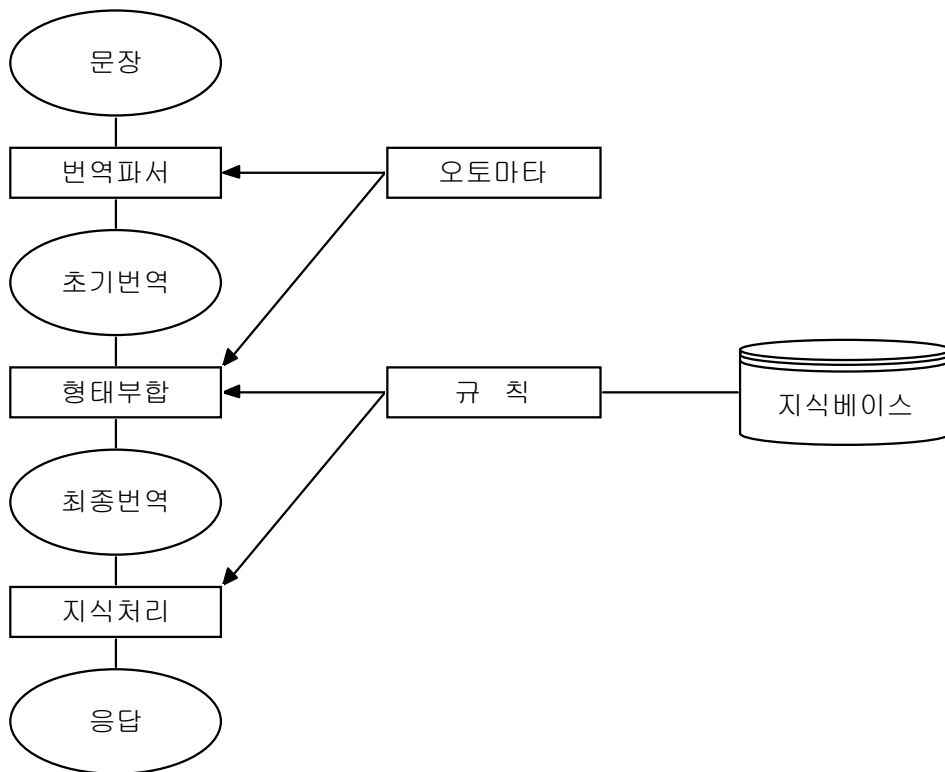 문장
번역파서
오토마타
초기번역
형태부합
규 칙
지식베이스
최종번역
지식처리
응답